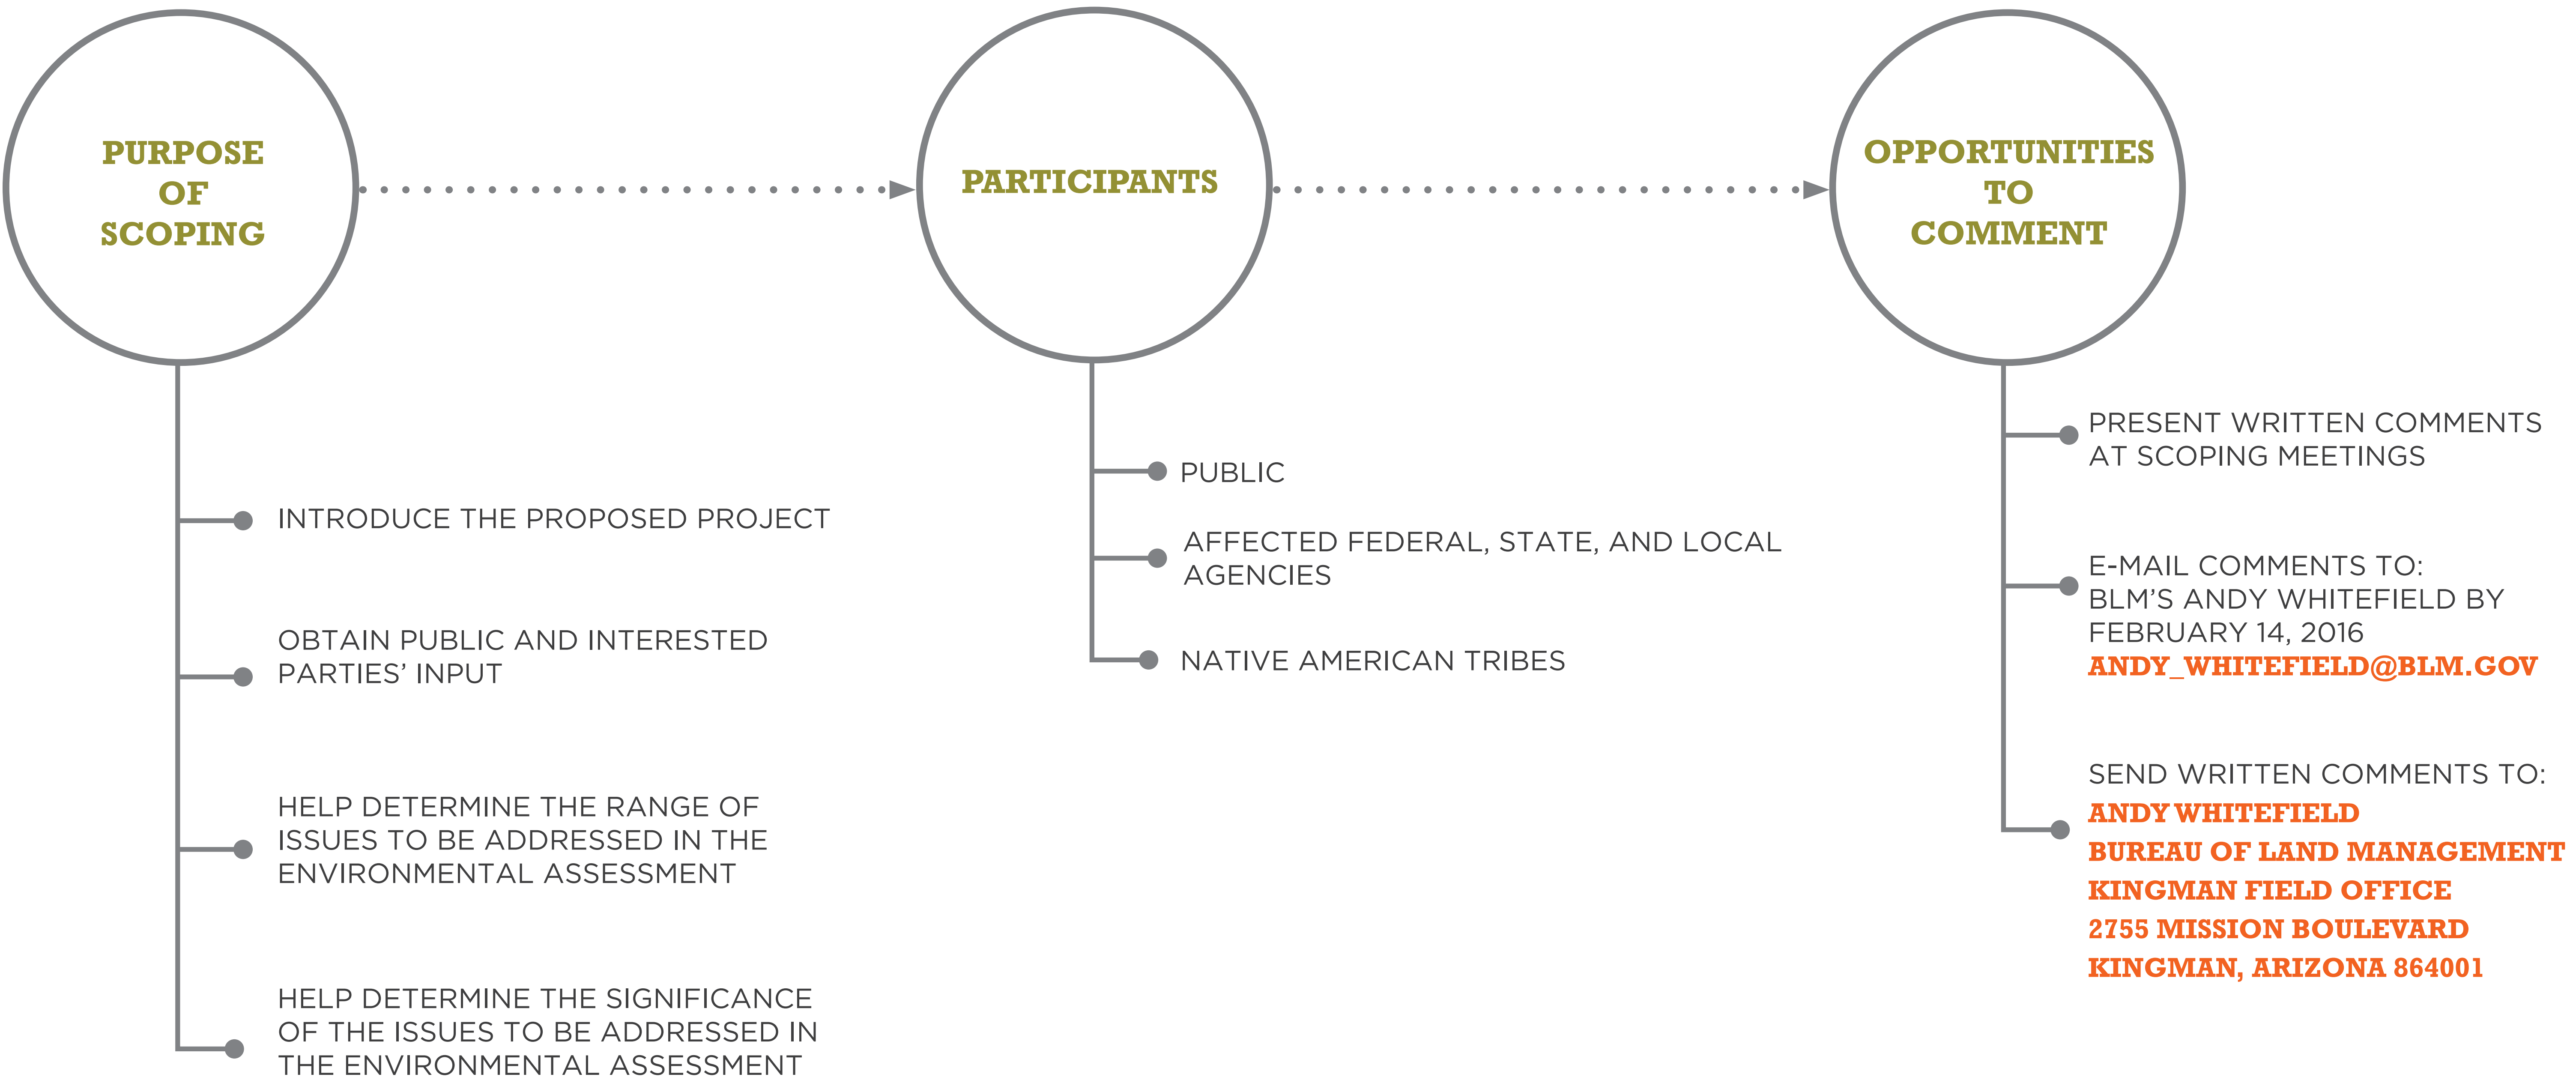 PURPOSE
OF
SCOPING
INTRODUCE THE PROPOSED PROJECT
OBTAIN PUBLIC AND INTERESTED
PARTIES’ INPUT
HELP DETERMINE THE RANGE OF
ISSUES TO BE ADDRESSED IN THE
ENVIRONMENTAL ASSESSMENT
HELP DETERMINE THE SIGNIFICANCE
OF THE ISSUES TO BE ADDRESSED IN
THE ENVIRONMENTAL ASSESSMENT
PARTICIPANTS
PUBLIC
AFFECTED FEDERAL, STATE, AND LOCAL
AGENCIES
NATIVE AMERICAN TRIBES
OPPORTUNITIES
TO
COMMENT
PRESENT WRITTEN COMMENTS
AT SCOPING MEETINGS
E-MAIL COMMENTS TO:
BLM’S ANDY WHITEFIELD BY
FEBRUARY 14, 2016
ANDY_WHITEFIELD@BLM.GOV
SEND WRITTEN COMMENTS TO:
ANDY WHITEFIELD
BUREAU OF LAND MANAGEMENT
KINGMAN FIELD OFFICE
2755 MISSION BOULEVARD
KINGMAN, ARIZONA 864001